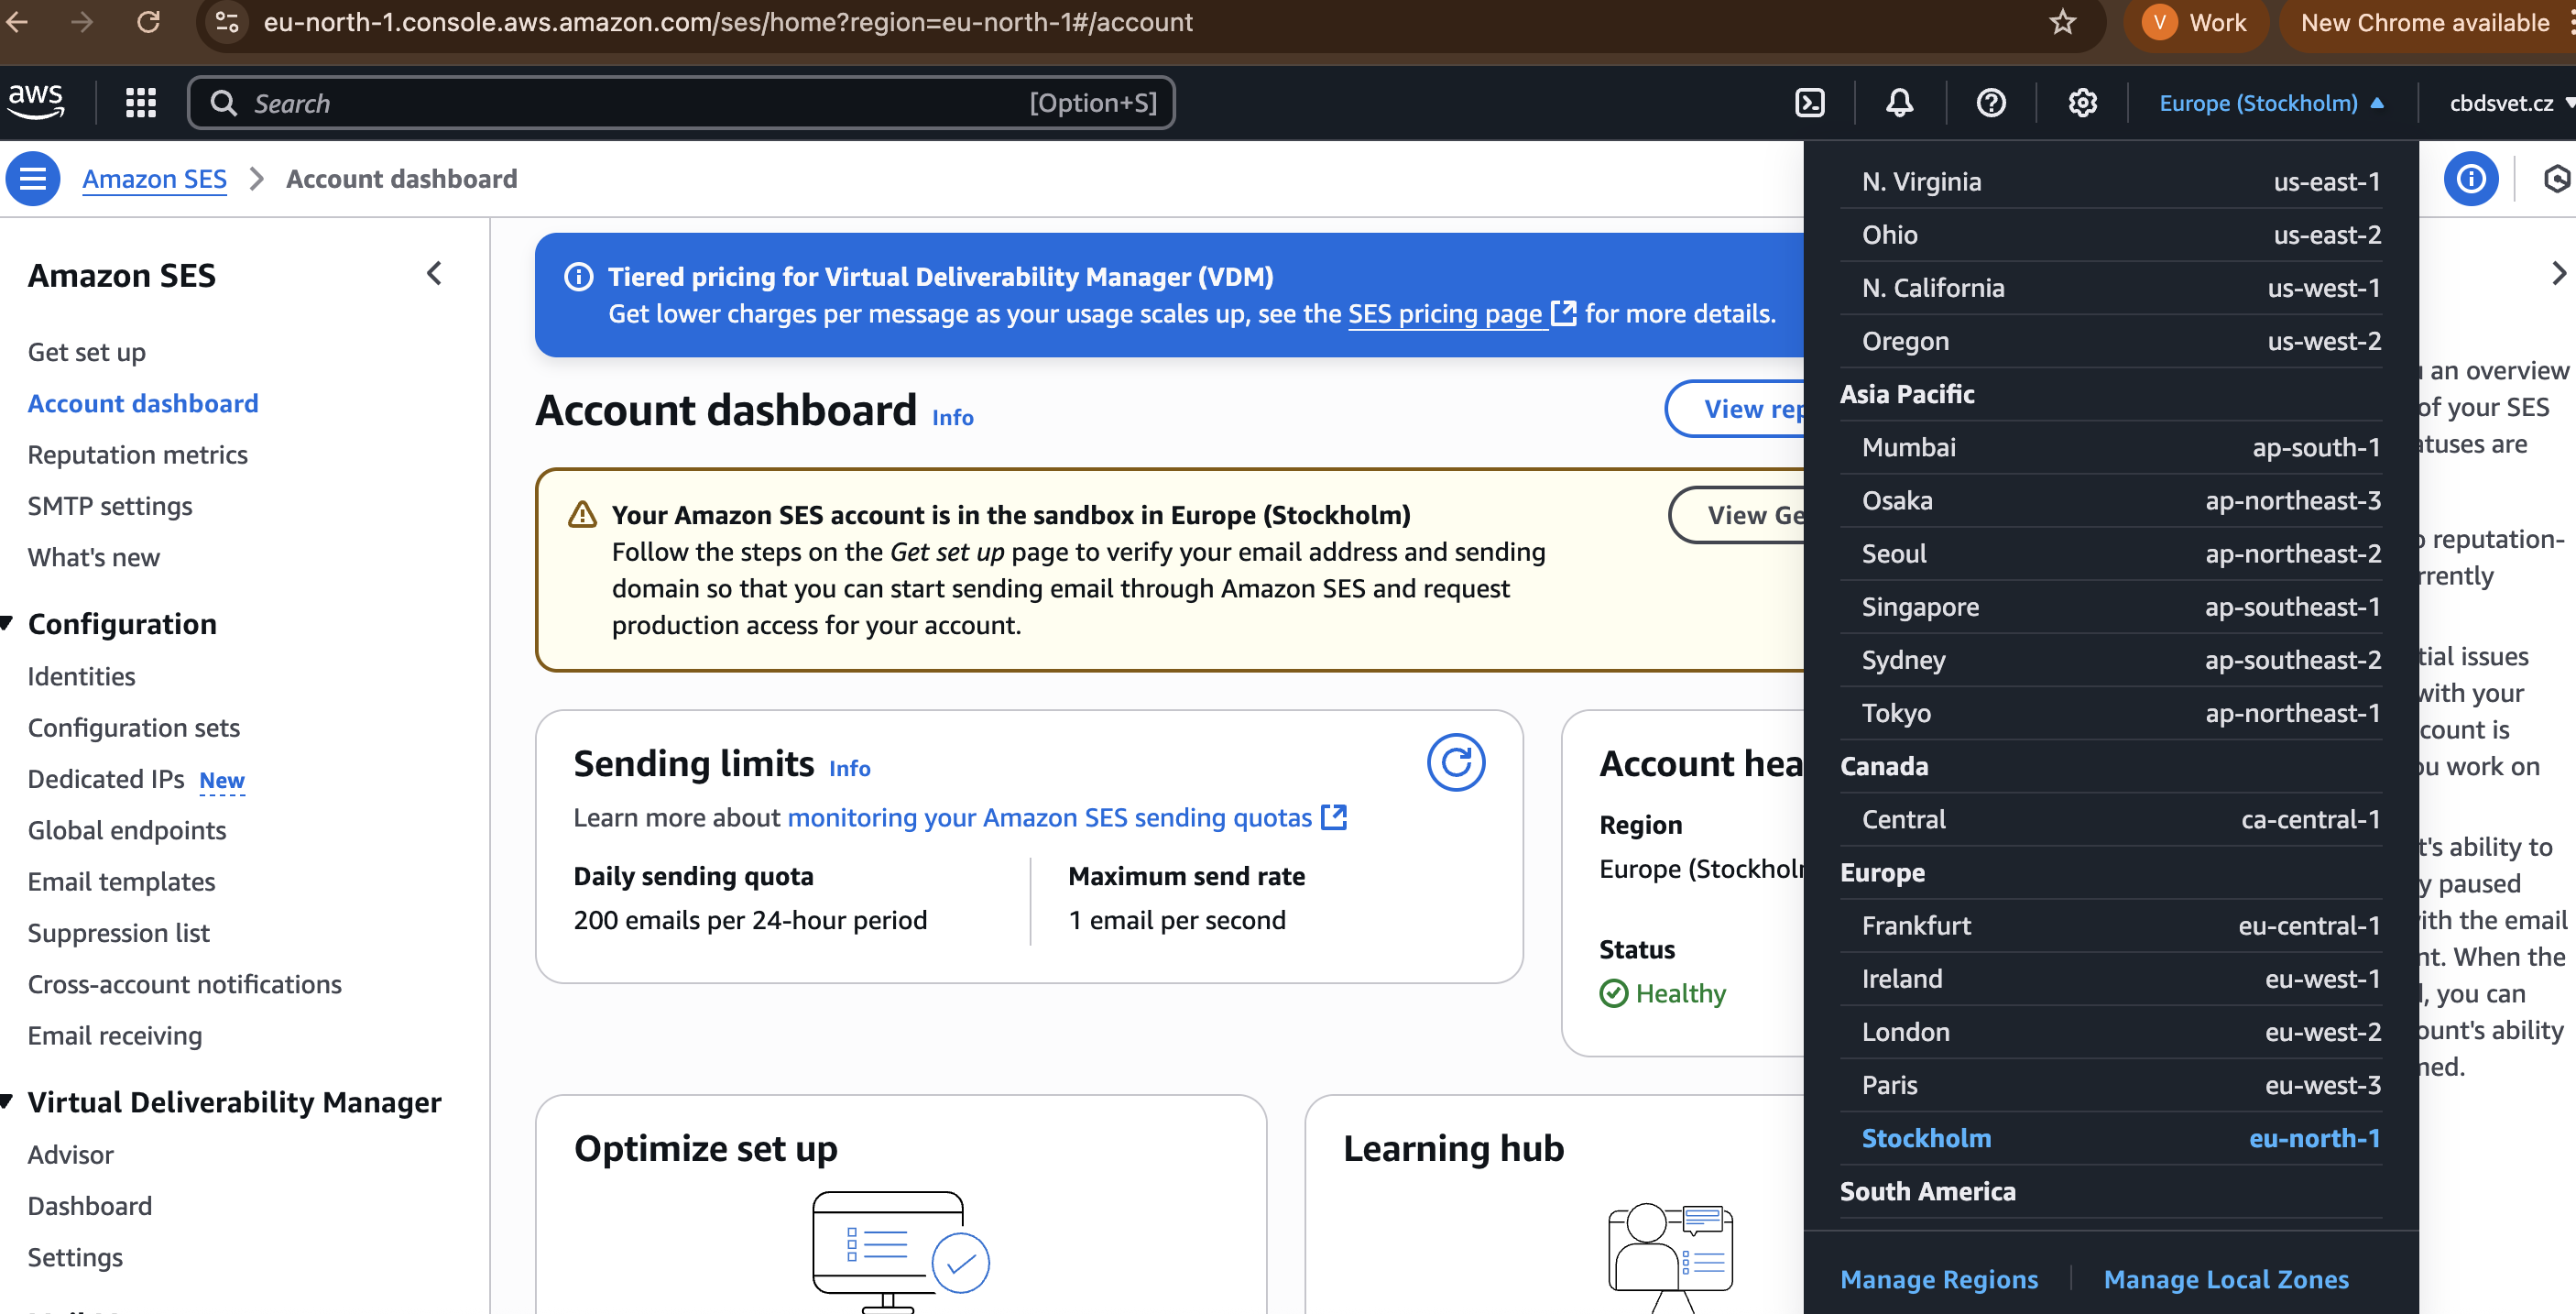 eu-north-1.console.aws.amazon.com/ses/home?region=eu-north-1#/account
V Work
New Chrome available
aws
Search [Option+S]
Europe (Stockholm)
cbdsvet.cz
Amazon SES
Account dashboard
Amazon SES
Get set up
Account dashboard
Reputation metrics
SMTP settings
What's new
Configuration
Identities
Configuration sets
Dedicated IPs New
Global endpoints
Email templates
Suppression list
Cross-account notifications
Email receiving
Virtual Deliverability Manager
Advisor
Dashboard
Settings
Tiered pricing for Virtual Deliverability Manager (VDM)
Get lower charges per message as your usage scales up, see the SES pricing page for more details.
Account dashboard Info
View rep
Your Amazon SES account is in the sandbox in Europe (Stockholm)
Follow the steps on the Get set up page to verify your email address and sending
domain so that you can start sending email through Amazon SES and request
production access for your account.
View Ge
Sending limits Info
Learn more about monitoring your Amazon SES sending quotas
Daily sending quota
200 emails per 24-hour period
Maximum send rate
1 email per second
Account hea
Region
Europe (Stockhol
Status
Healthy
Optimize set up
Learning hub
N. Virginia us-east-1
Ohio us-east-2
N. California us-west-1
Oregon us-west-2
Asia Pacific
Mumbai ap-south-1
Osaka ap-northeast-3
Seoul ap-northeast-2
Singapore ap-southeast-1
Sydney ap-southeast-2
Tokyo ap-northeast-1
Canada
Central ca-central-1
Europe
Frankfurt eu-central-1
Ireland eu-west-1
London eu-west-2
Paris eu-west-3
Stockholm eu-north-1
South America
Manage Regions
Manage Local Zones
an overview
of your SES
atuses are
reputation-
rrently
tial issues
with your
count is
ou work on
t's ability to
y paused
ith the email
nt. When the
, you can
ount's ability
ned.